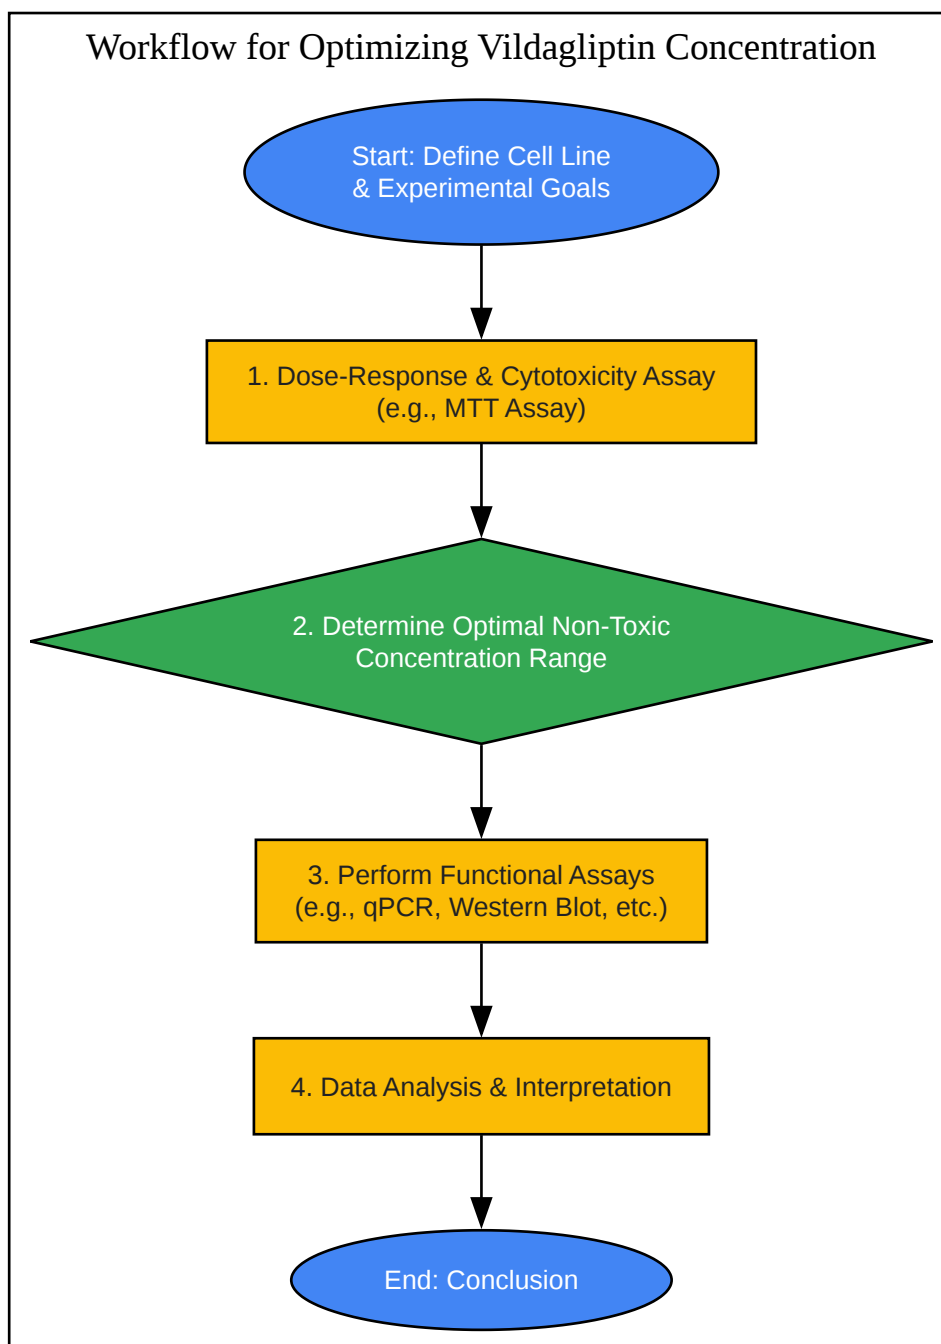 Workflow for Optimizing Vildagliptin Concentration
Start: Define Cell Line
& Experimental Goals
1. Dose-Response & Cytotoxicity Assay
(e.g., MTT Assay)
2. Determine Optimal Non-Toxic
Concentration Range
3. Perform Functional Assays
(e.g., qPCR, Western Blot, etc.)
4. Data Analysis & Interpretation
End: Conclusion